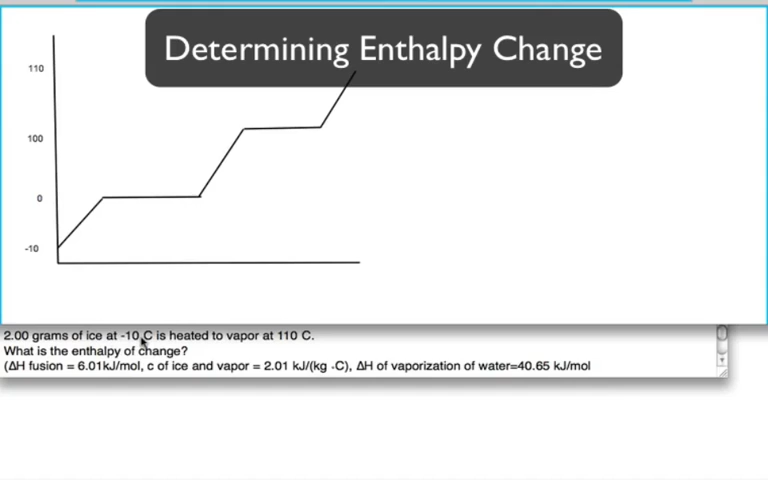 Determining Enthalpy Change
110
100
0
-10
2.00 grams of ice at -10 C is heated to vapor at 110 C.
What is the enthalpy of change?
(ΔH fusion = 6.01kJ/mol, c of ice and vapor = 2.01 kJ/(kg ·C), ΔH of vaporization of water=40.65 kJ/mol